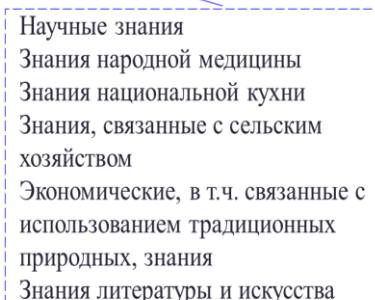 Научные знания
Знания народной медицины
Знания национальной кухни
Знания, связанные с сельским
хозяйством
Экономические, в т.ч. связанные с
использованием традиционных
природных, знания
Знания литературы и искусства